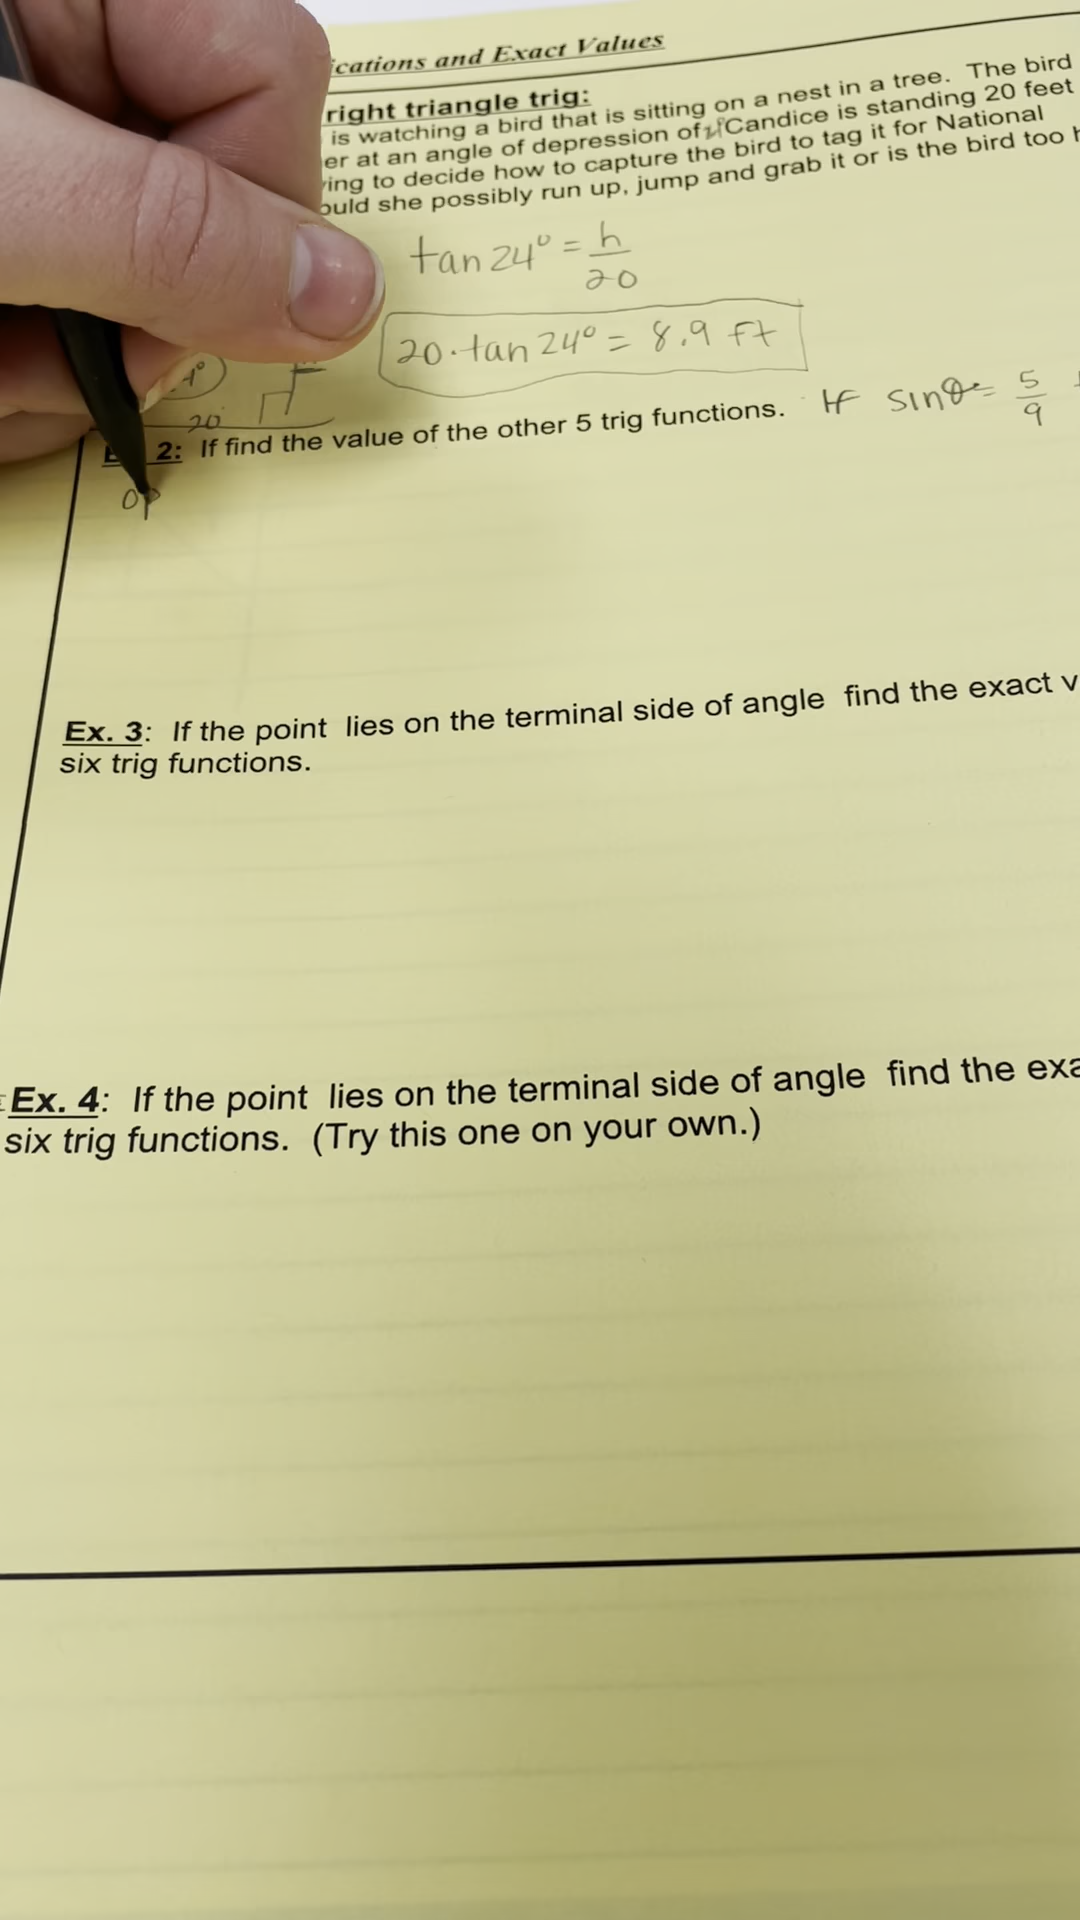 ications and Exact Values
right triangle trig:
is watching a bird that is sitting on a nest in a tree. The bird
er at an angle of depression of Candice is standing 20 feet
ing to decide how to capture the bird to tag it for National
ould she possibly run up, jump and grab it or is the bird too h
tan 24° = h/20
20·tan 24° = 8.9 ft
20'
2: If find the value of the other 5 trig functions. If sinθ = 5/9
op
Ex. 3: If the point lies on the terminal side of angle find the exact v
six trig functions.
Ex. 4: If the point lies on the terminal side of angle find the exa
six trig functions. (Try this one on your own.)